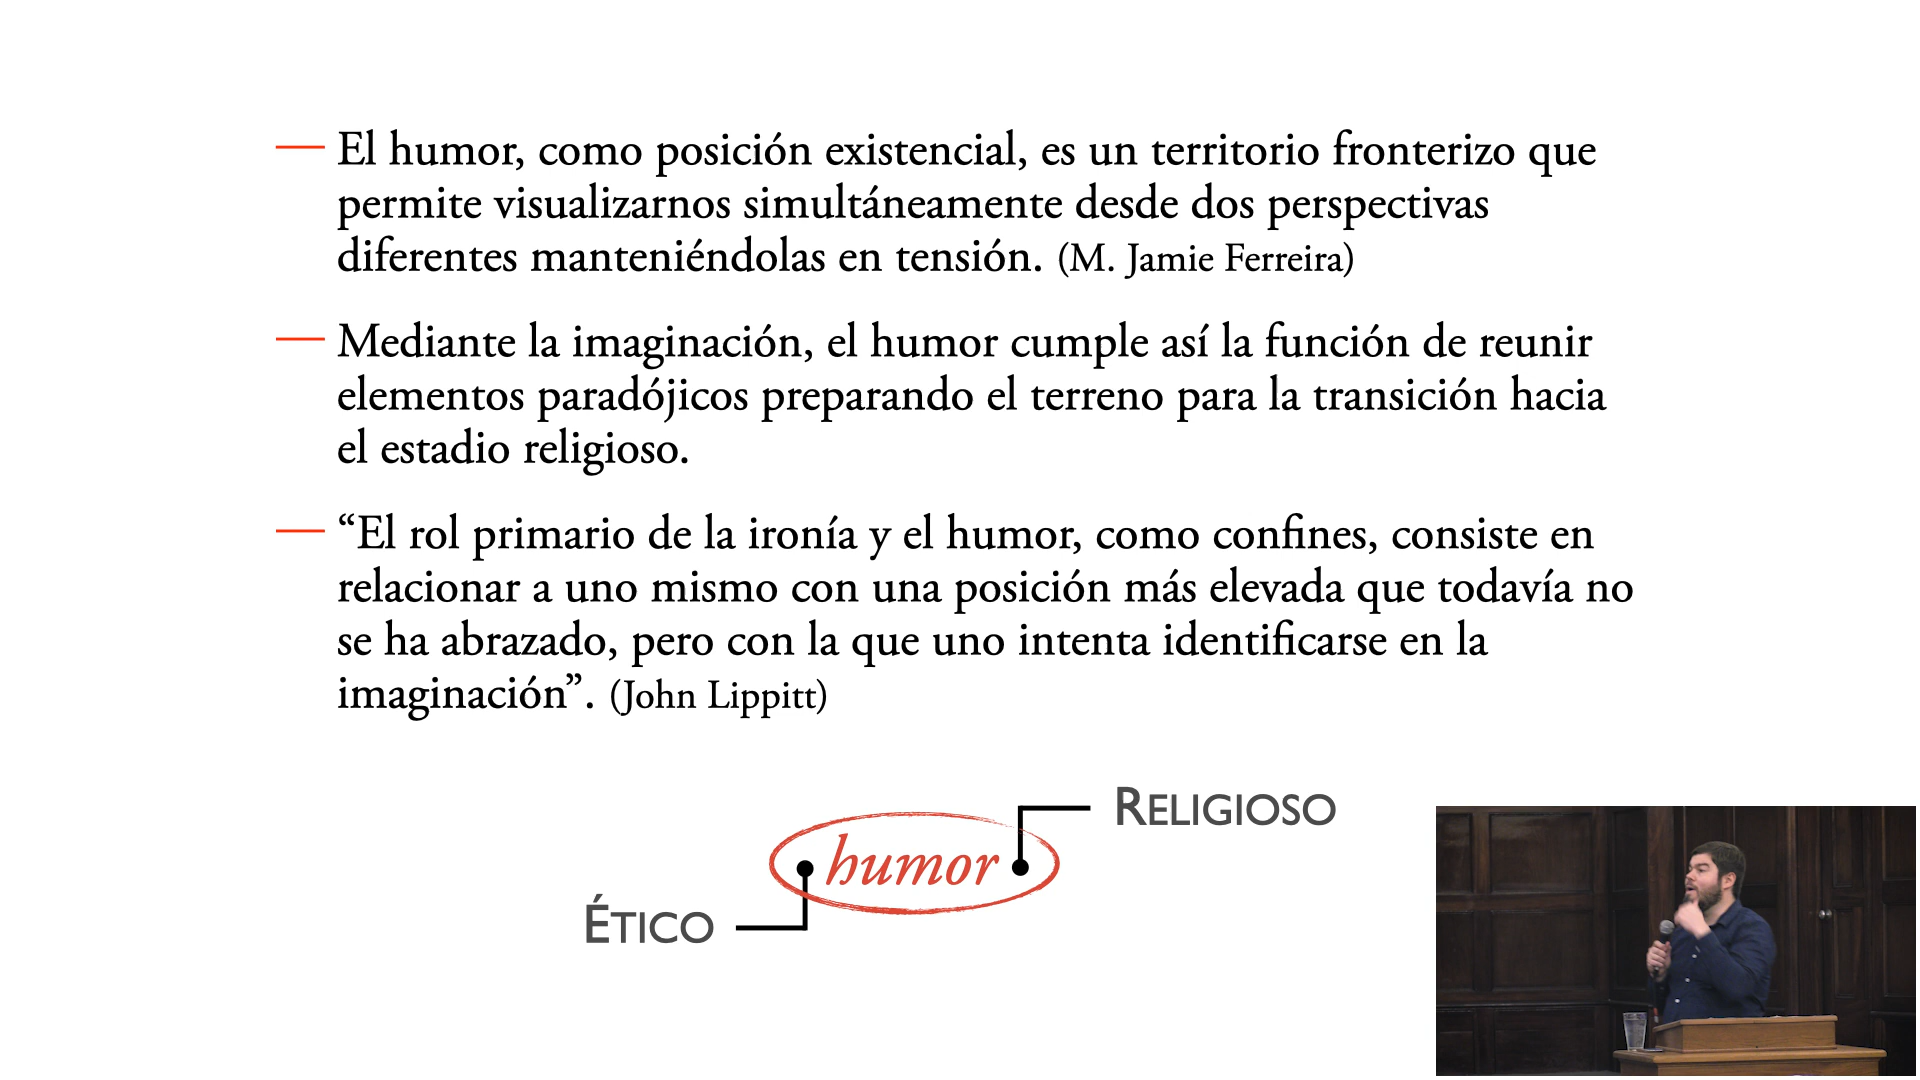 — El humor, como posición existencial, es un territorio fronterizo que
permite visualizarnos simultáneamente desde dos perspectivas
diferentes manteniéndolas en tensión. (M. Jamie Ferreira)
— Mediante la imaginación, el humor cumple así la función de reunir
elementos paradójicos preparando el terreno para la transición hacia
el estadio religioso.
— “El rol primario de la ironía y el humor, como confines, consiste en
relacionar a uno mismo con una posición más elevada que todavía no
se ha abrazado, pero con la que uno intenta identificarse en la
imaginación”. (John Lippitt)
RELIGIOSO
humor
ÉTICO